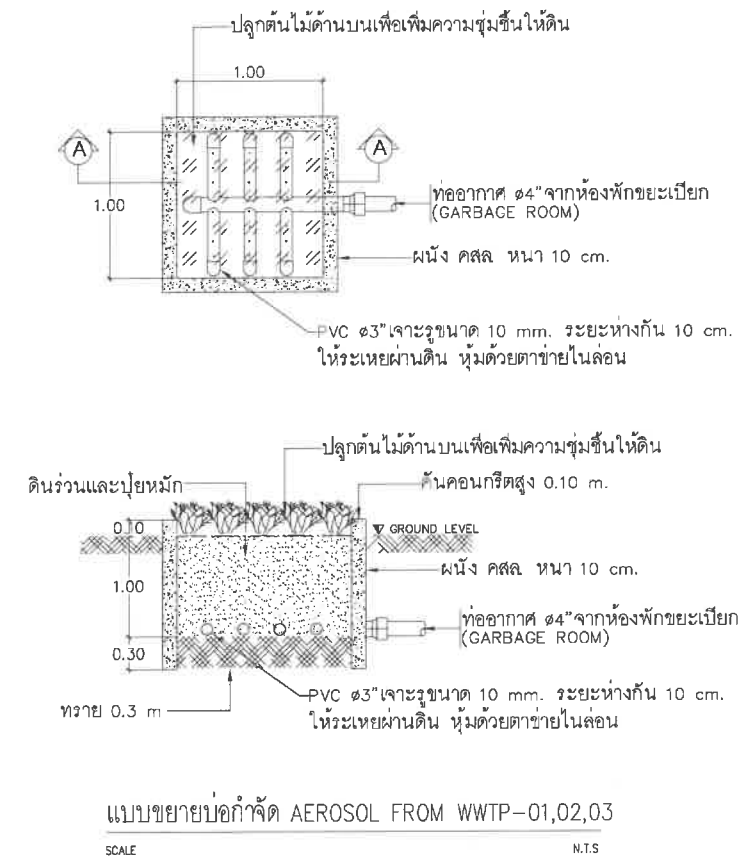 ปลูกต้นไม้ด้านบนเพื่อเพิ่มความชุ่มชื้นให้ดิน
1.00
A
A
1.00
ท่ออากาศ ø4"จากห้องพักขยะเปียก
(GARBAGE ROOM)
ผนัง คสล. หนา 10 cm.
PVC ø3"เจาะรูขนาด 10 mm. ระยะห่างกัน 10 cm.
ให้ระเหยผ่านดิน หุ้มด้วยตาข่ายไนล่อน
ปลูกต้นไม้ด้านบนเพื่อเพิ่มความชุ่มชื้นให้ดิน
ดินร่วนและปุ๋ยหมัก
คันคอนกรีตสูง 0.10 m.
0.10
GROUND LEVEL
1.00
ผนัง คสล. หนา 10 cm.
ท่ออากาศ ø4"จากห้องพักขยะเปียก
(GARBAGE ROOM)
0.30
PVC ø3"เจาะรูขนาด 10 mm. ระยะห่างกัน 10 cm.
ให้ระเหยผ่านดิน หุ้มด้วยตาข่ายไนล่อน
ทราย 0.3 m
แบบขยายบ่อกำจัด AEROSOL FROM WWTP-01,02,03
SCALE N.T.S